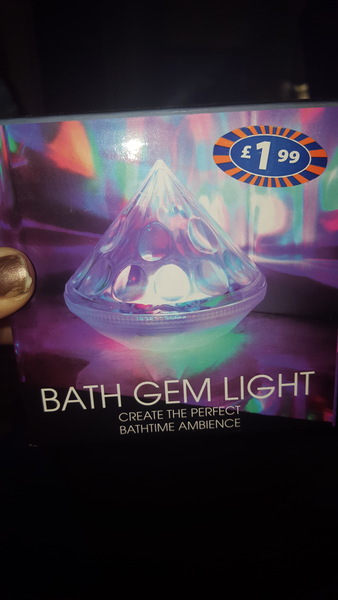 £1 99
BATH GEM LIGHT
CREATE THE PERFECT
BATHTIME AMBIENCE